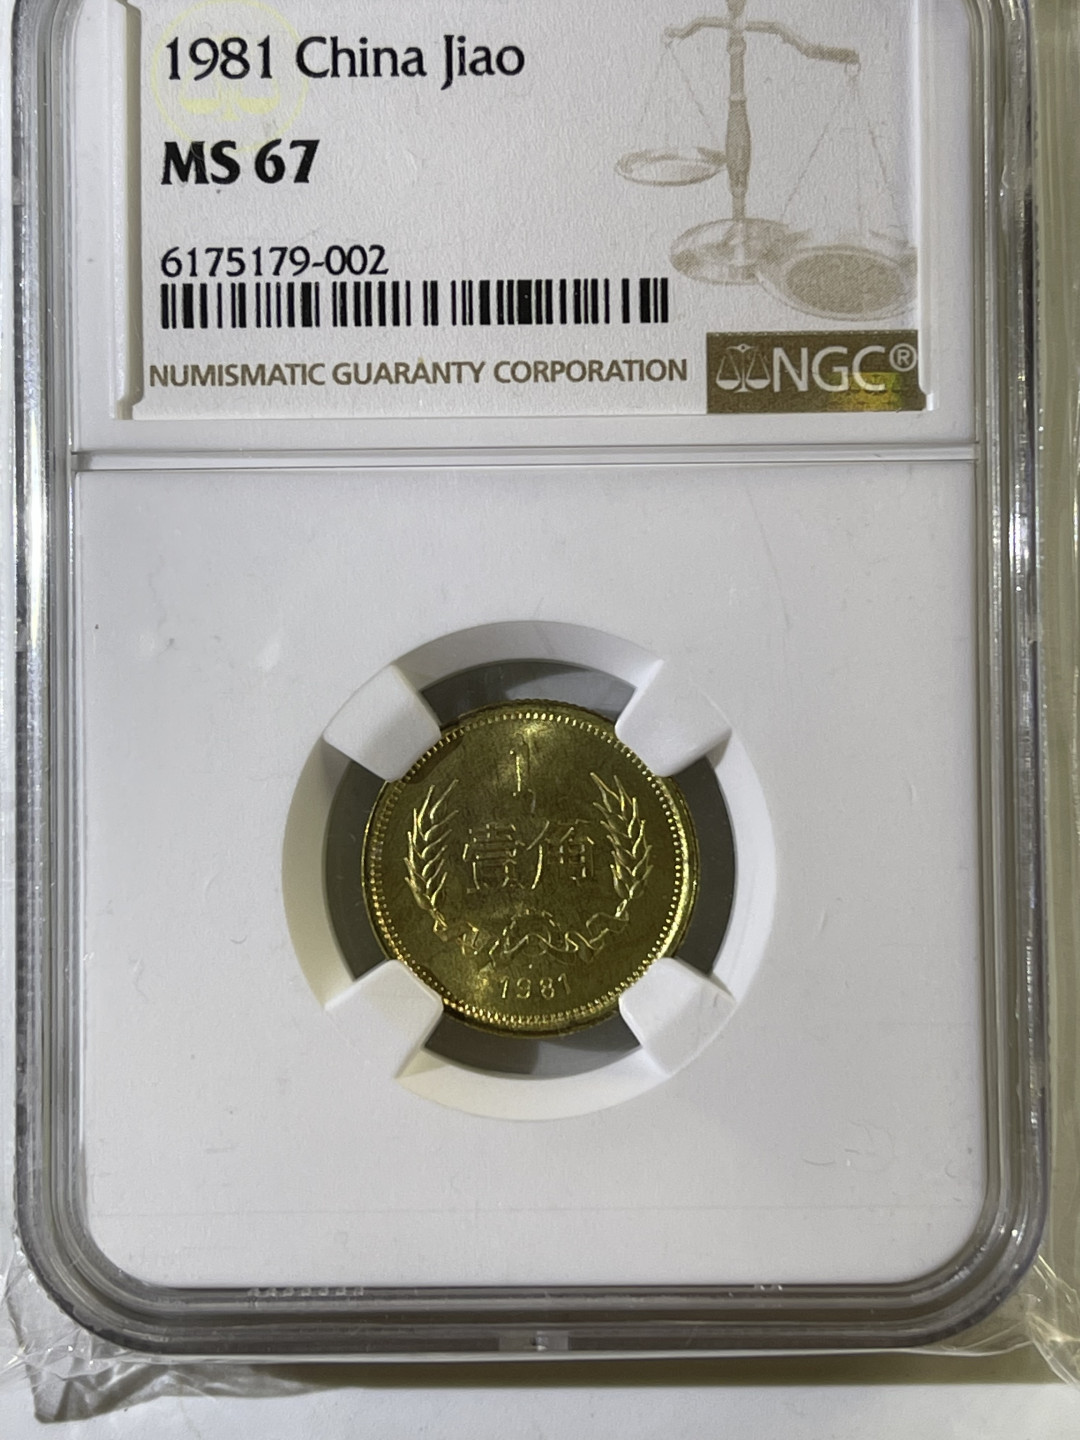 1981 China Jiao
MS 67
6175179-002
NUMISMATIC GUARANTY CORPORATION
NGC®
1
壹角
1981